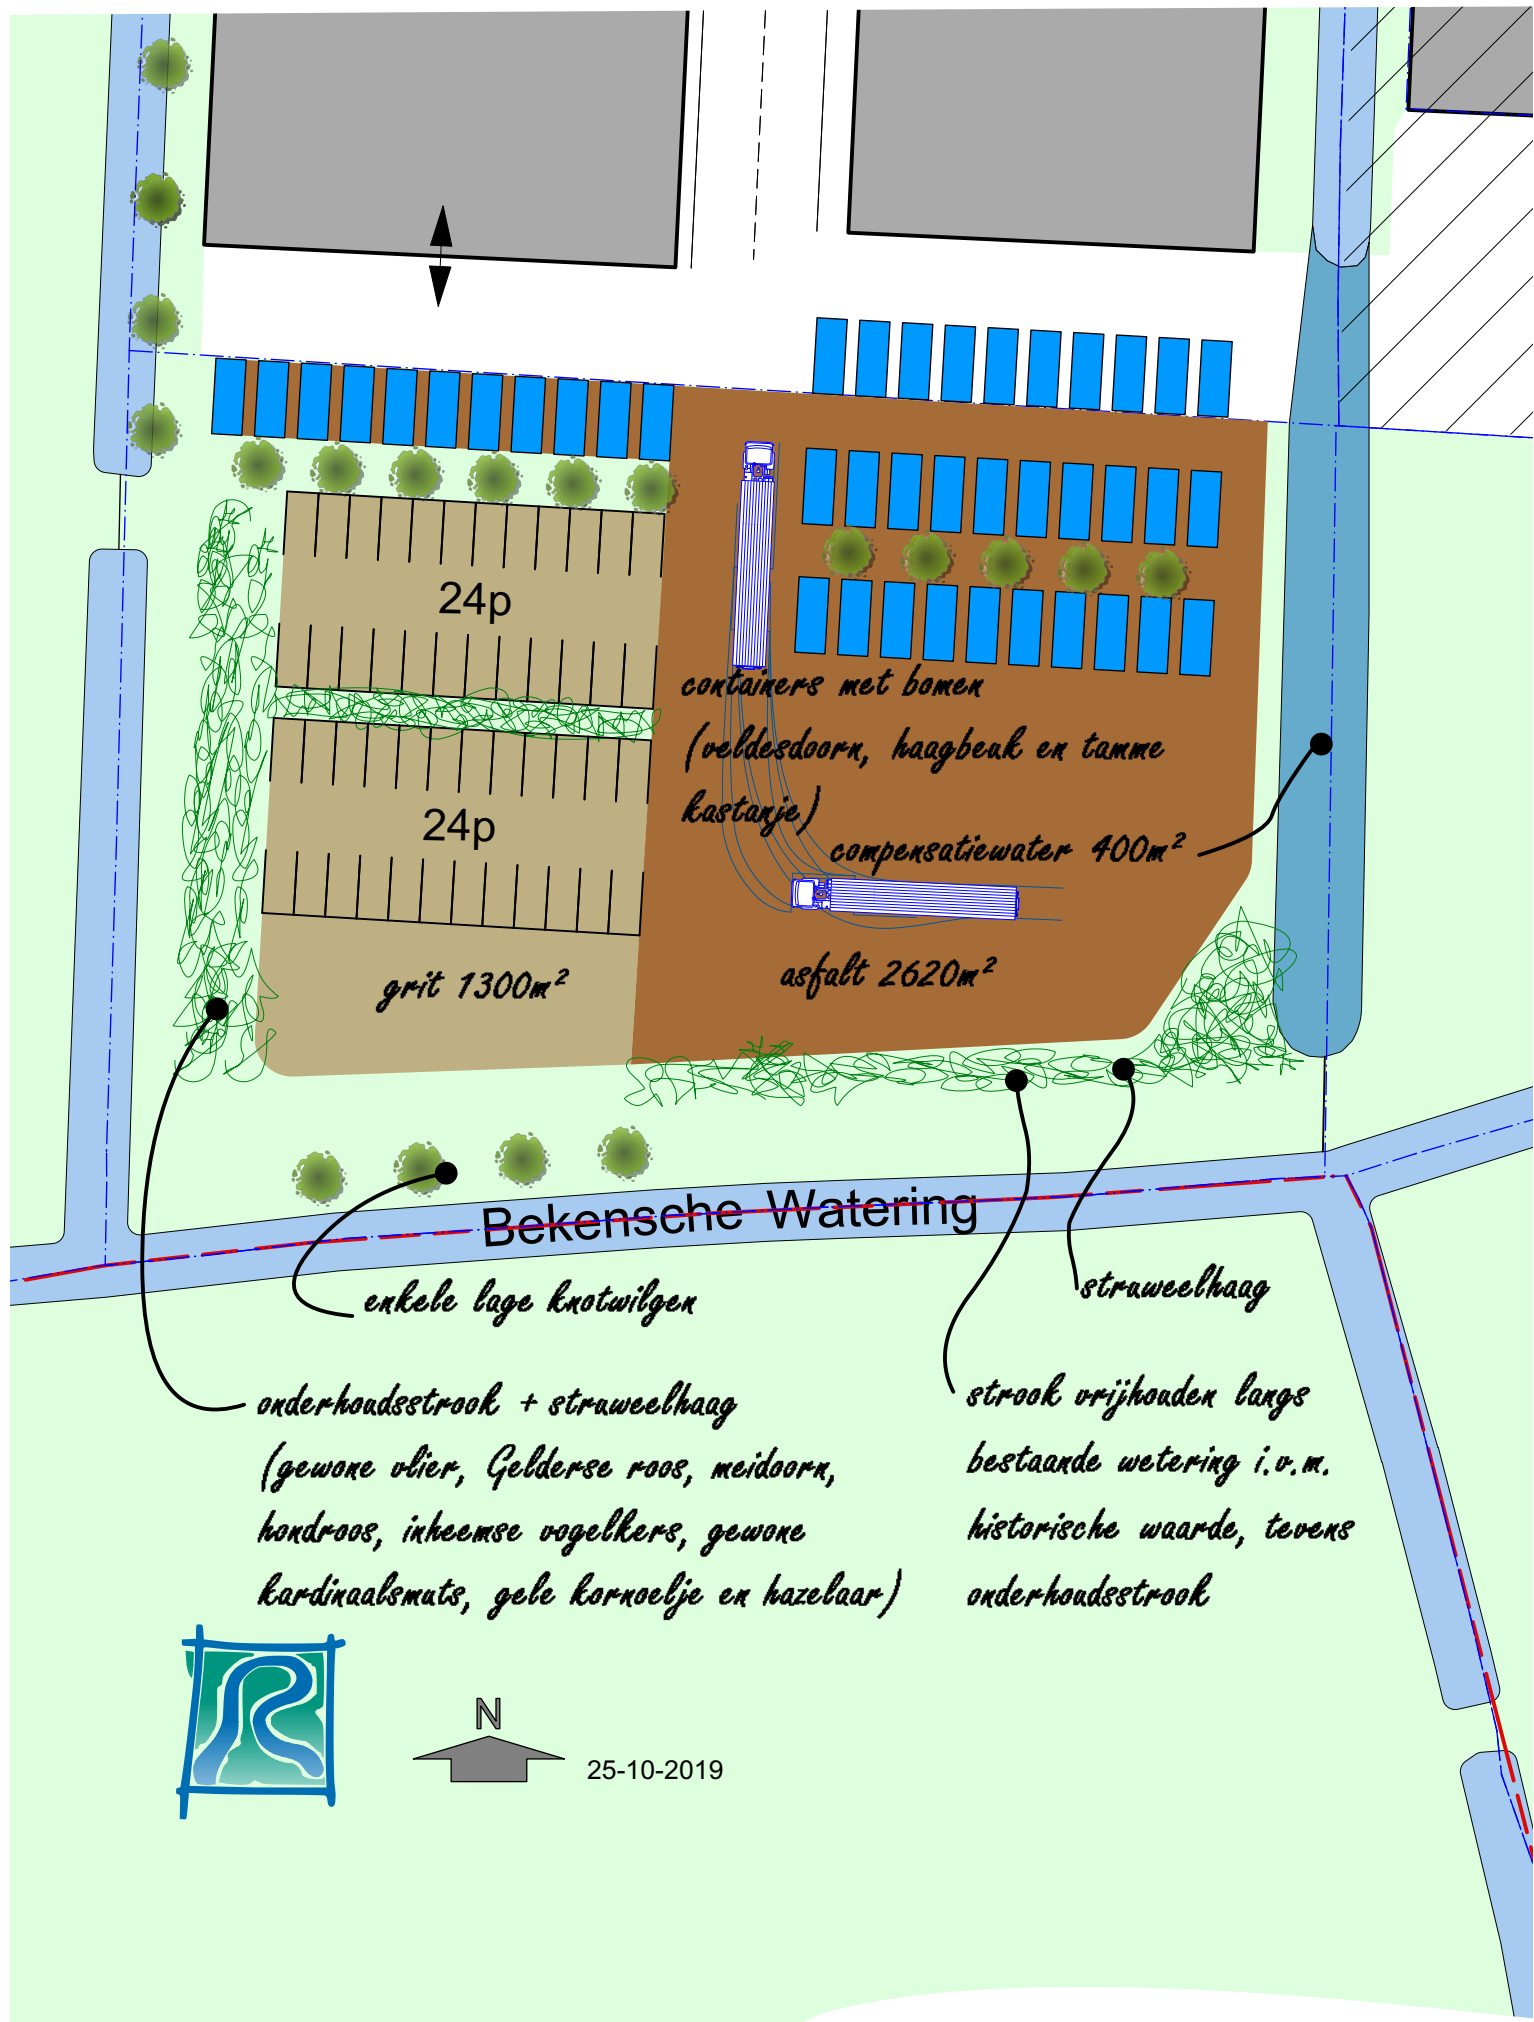 24p
containers met bomen
(veldesdoorn, haagbeuk en tamme
kastanje)
24p
compensatiewater 400m²
grit 1300m²
asfalt 2620m²
Bekensche Watering
enkele lage knotwilgen
struweelhaag
onderhoudsstrook + struweelhaag
(gewone vlier, Gelderse roos, meidoorn,
hondroos, inheemse vogelkers, gewone
kardinaalsmuts, gele kornoelje en hazelaar)
strook vrijhouden langs
bestaande wetering i.v.m.
historische waarde, tevens
onderhoudsstrook
N
25-10-2019